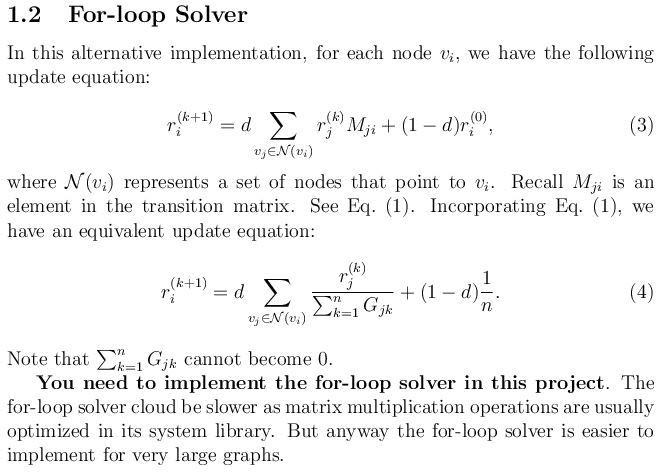 1.2 For-loop Solver
In this alternative implementation, for each node $v_i$, we have the following
update equation:
$r_i^{(k+1)} = d \sum_{v_j \in \mathcal{N}(v_i)} r_j^{(k)} M_{ji} + (1-d) r_i^{(0)},$ (3)
where $\mathcal{N}(v_i)$ represents a set of nodes that point to $v_i$. Recall $M_{ji}$ is an
element in the transition matrix. See Eq. (1). Incorporating Eq. (1), we
have an equivalent update equation:
$r_i^{(k+1)} = d \sum_{v_j \in \mathcal{N}(v_i)} \frac{r_j^{(k)}}{\sum_{k=1}^{n} G_{jk}} + (1-d) \frac{1}{n}.$ (4)
Note that $\sum_{k=1}^{n} G_{jk}$ cannot become 0.
You need to implement the for-loop solver in this project. The
for-loop solver cloud be slower as matrix multiplication operations are usually
optimized in its system library. But anyway the for-loop solver is easier to
implement for very large graphs.